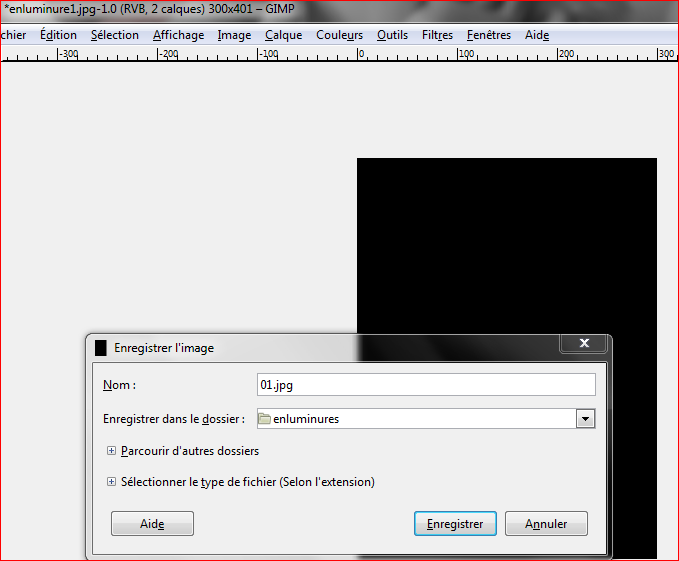 *enluminure1.jpg-1.0 (RVB, 2 calques) 300x401 – GIMP
chier Édition Sélection Affichage Image Calque Couleurs Outils Filtres Fenêtres Aide
-300 -200 -100 0 100 200 300
Enregistrer l'image
Nom : 01.jpg
Enregistrer dans le dossier : enluminures
Parcourir d'autres dossiers
Sélectionner le type de fichier (Selon l'extension)
Aide Enregistrer Annuler